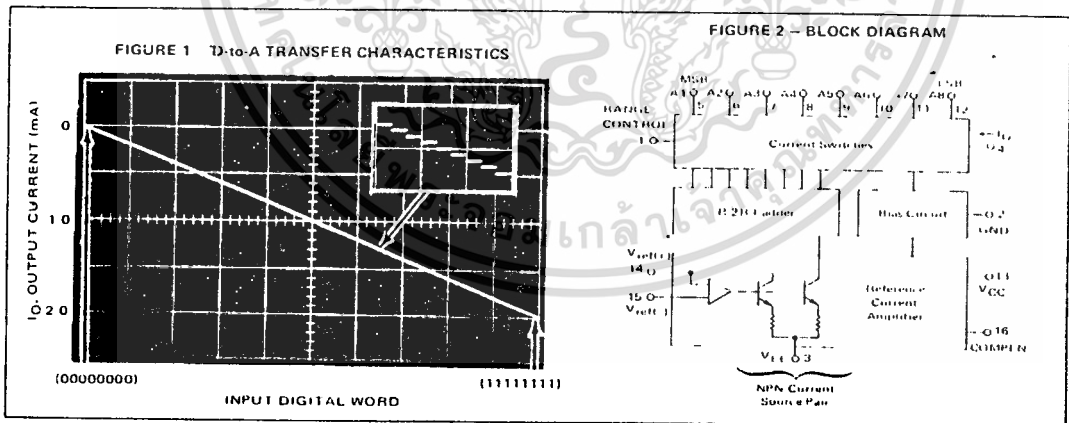 FIGURE 1 D-to-A TRANSFER CHARACTERISTICS
IO, OUTPUT CURRENT (mA)
0
1 0
2 0
(00000000)
(11111111)
INPUT DIGITAL WORD
FIGURE 2 – BLOCK DIAGRAM
MSB
LSB
A1 A2 A3 A4 A5 A6 A7 A8
5 6 7 8 9 10 11 12
RANGE
CONTROL
1
Current Switches
IO
4
R-2R Ladder
Bias Circuit
2
GND
Vref(+)
14
15
Vref(-)
Reference
Current
Amplifier
13
VCC
16
COMPEN
VEE 3
NPN Current
Source Pair